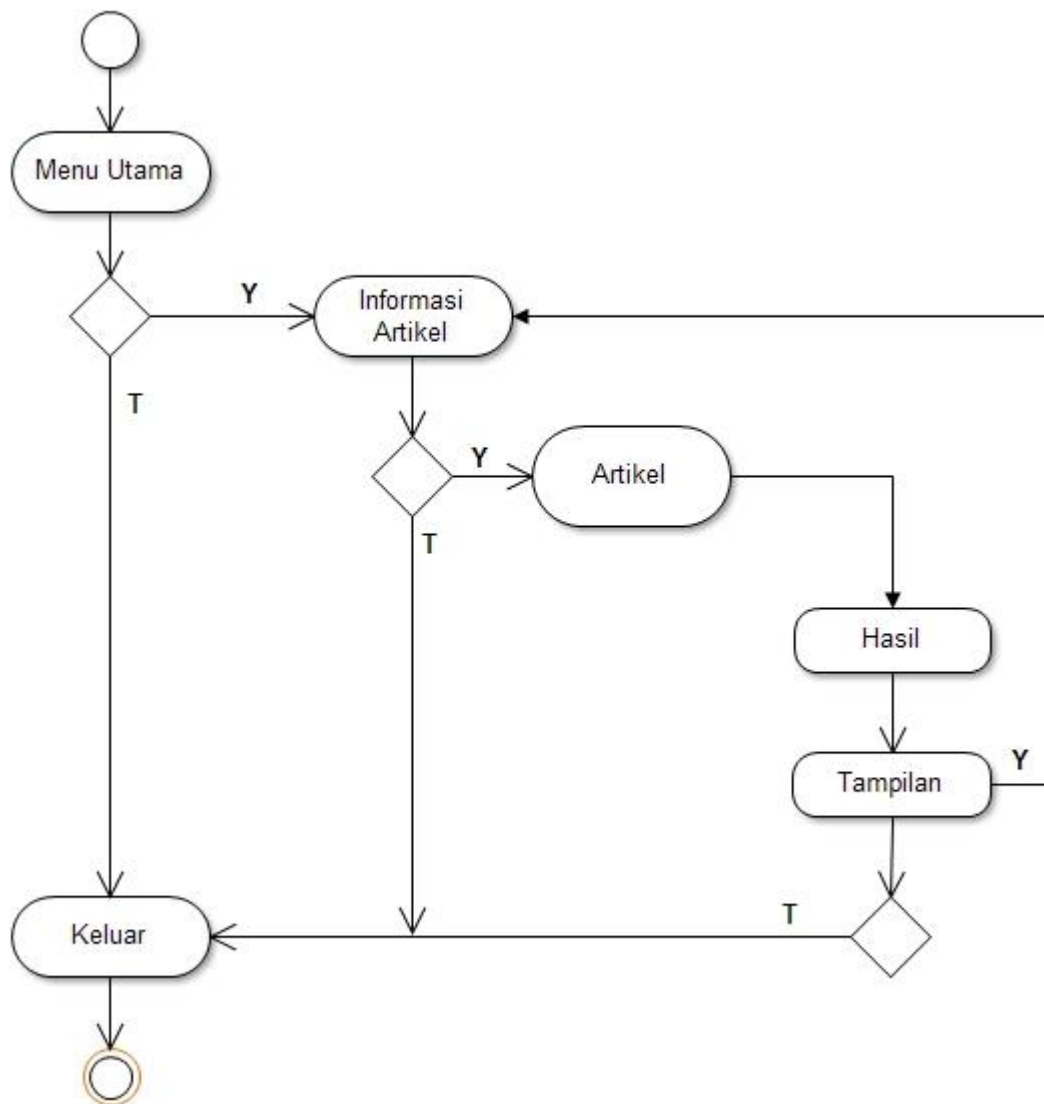 Menu Utama
Y
Informasi
Artikel
T
Y
Artikel
T
Hasil
Tampilan
Y
T
Keluar